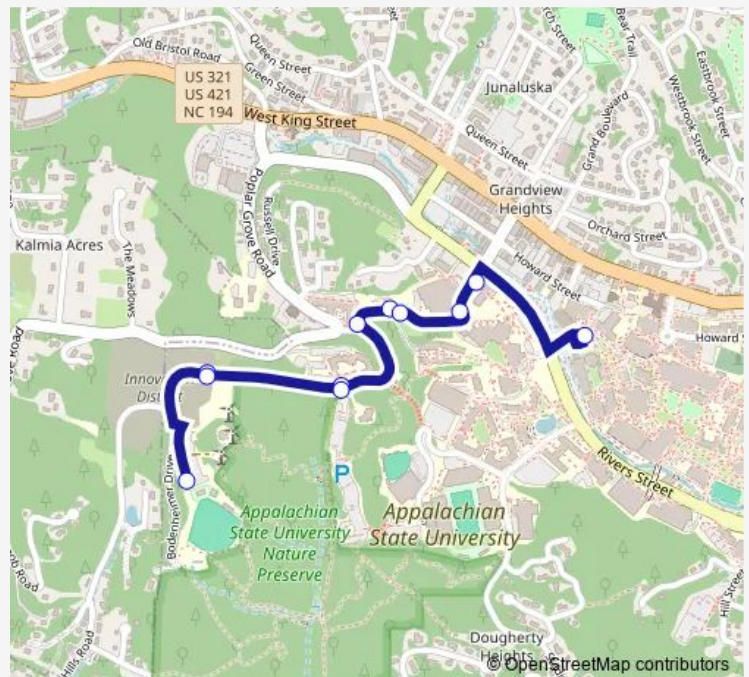 Old Bristol Road
Queen Street
Green Street
US 321
US 421
NC 194
West King Street
Bear Trail
Junaluska
Grand Boulevard
Eastbrook Street
Westbrook Street
Queen Street
Grandview
Heights
Orchard Street
Russell Drive
Poplar Grove Road
Kalmia Acres
The Meadows
Howard Street
Howard S
Bodenheimer Drive
P
Rivers Street
Appalachian
State University
Nature
Preserve
Appalachian
State University
Hill Street
Hills Road
Dougherty
Heights
© OpenStreetMap contributors